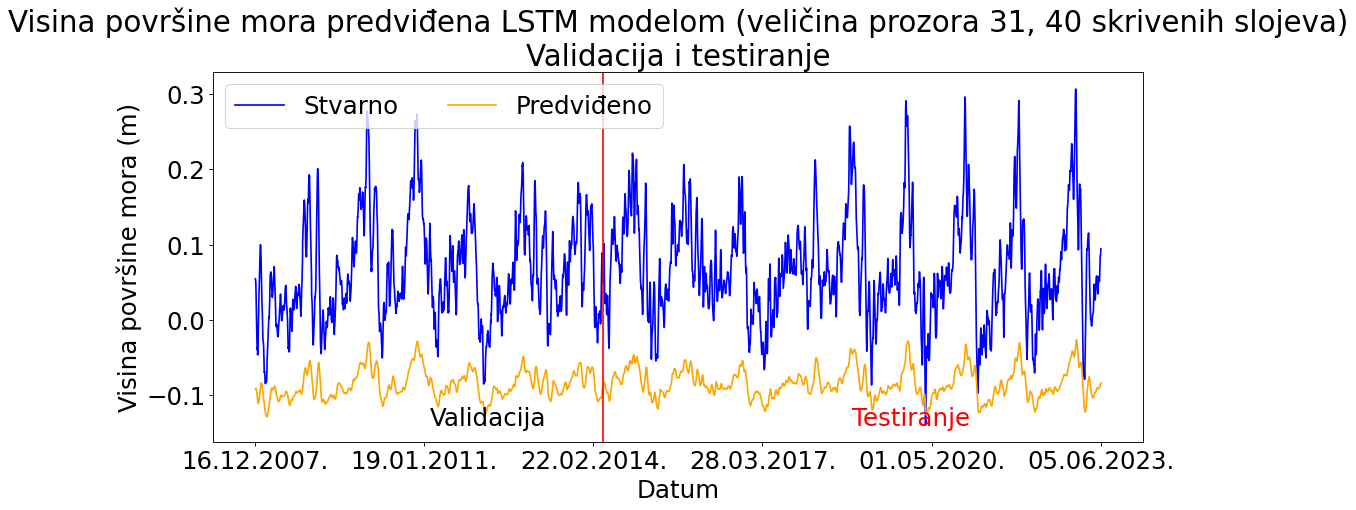 Visina površine mora predviđena LSTM modelom (veličina prozora 31, 40 skrivenih slojeva)
Validacija i testiranje
Stvarno
Predviđeno
Visina površine mora (m)
0.3
0.2
0.1
0.0
−0.1
Validacija
Testiranje
16.12.2007.
19.01.2011.
22.02.2014.
28.03.2017.
01.05.2020.
05.06.2023.
Datum